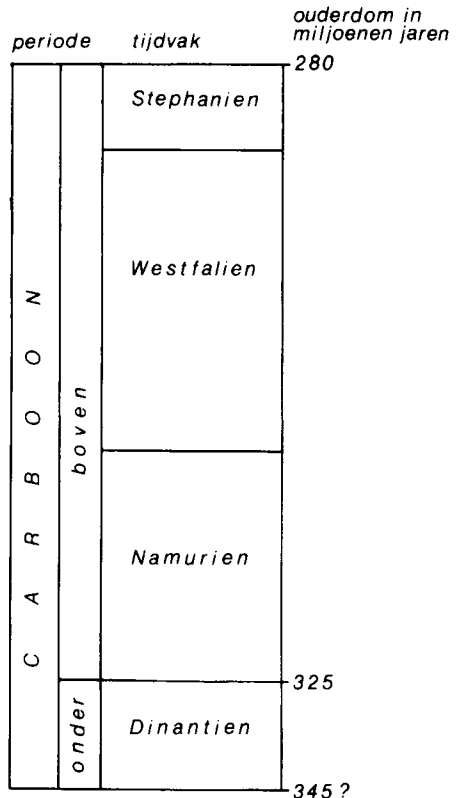 periode
tijdvak
ouderdom in
miljoenen jaren
CARBOON
boven
onder
Stephanien
Westfalien
Namurien
Dinantien
280
325
345?